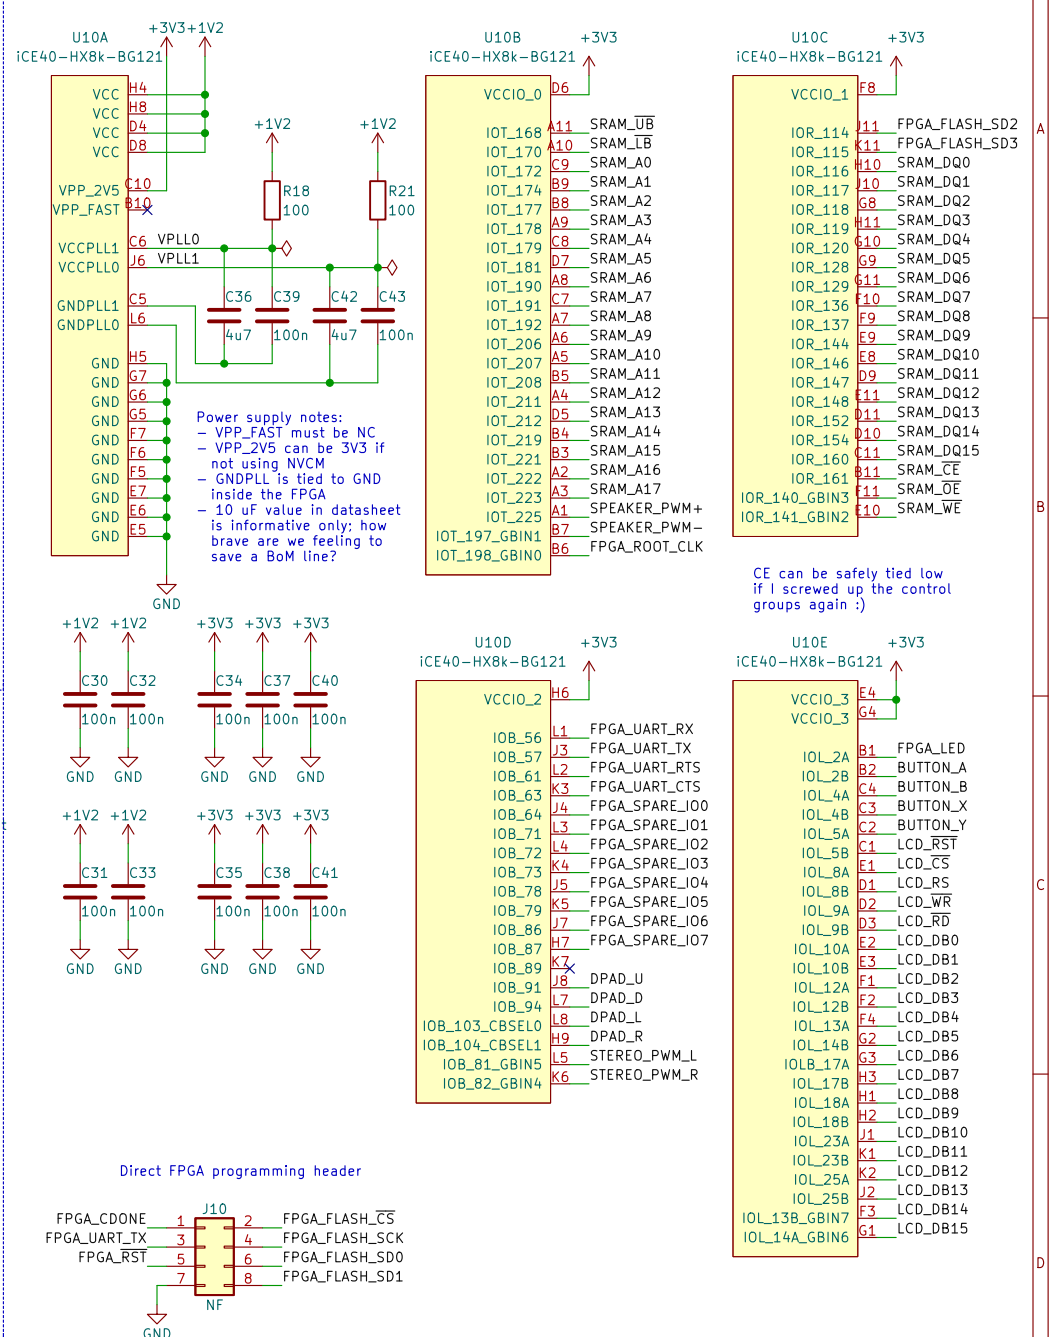 U10A
iCE40-HX8k-BG121
+3V3
+1V2
VCC H4
VCC H8
VCC D4
VCC D8
VPP_2V5 C10
VPP_FAST B10
VCCPLL1 C6 VPLL0
VCCPLL0 J6 VPLL1
GNDPLL1 C5
GNDPLL0 L6
GND H5
GND G7
GND G6
GND G5
GND F7
GND F6
GND F5
GND E7
GND E6
GND E5
GND
+1V2
R18
100
+1V2
R21
100
C36
4u7
C39
100n
C42
4u7
C43
100n
Power supply notes:
– VPP_FAST must be NC
– VPP_2V5 can be 3V3 if
not using NVCM
– GNDPLL is tied to GND
inside the FPGA
– 10 uF value in datasheet
is informative only; how
brave are we feeling to
save a BoM line?
U10B
iCE40-HX8k-BG121
+3V3
VCCIO_0 D6
IOT_168 A11 SRAM_U̅B̅
IOT_170 A10 SRAM_L̅B̅
IOT_172 C9 SRAM_A0
IOT_174 B9 SRAM_A1
IOT_177 B8 SRAM_A2
IOT_178 A9 SRAM_A3
IOT_179 C8 SRAM_A4
IOT_181 D7 SRAM_A5
IOT_190 A8 SRAM_A6
IOT_191 C7 SRAM_A7
IOT_192 A7 SRAM_A8
IOT_206 A6 SRAM_A9
IOT_207 A5 SRAM_A10
IOT_208 B5 SRAM_A11
IOT_211 A4 SRAM_A12
IOT_212 D5 SRAM_A13
IOT_219 B4 SRAM_A14
IOT_221 B3 SRAM_A15
IOT_222 A2 SRAM_A16
IOT_223 A3 SRAM_A17
IOT_225 A1 SPEAKER_PWM+
IOT_197_GBIN1 B7 SPEAKER_PWM–
IOT_198_GBIN0 B6 FPGA_ROOT_CLK
U10C
iCE40-HX8k-BG121
+3V3
VCCIO_1 F8
IOR_114 J11 FPGA_FLASH_SD2
IOR_115 K11 FPGA_FLASH_SD3
IOR_116 H10 SRAM_DQ0
IOR_117 J10 SRAM_DQ1
IOR_118 G8 SRAM_DQ2
IOR_119 H11 SRAM_DQ3
IOR_120 G10 SRAM_DQ4
IOR_128 G9 SRAM_DQ5
IOR_129 G11 SRAM_DQ6
IOR_136 F10 SRAM_DQ7
IOR_137 F9 SRAM_DQ8
IOR_144 E9 SRAM_DQ9
IOR_146 E8 SRAM_DQ10
IOR_147 D9 SRAM_DQ11
IOR_148 E11 SRAM_DQ12
IOR_152 D11 SRAM_DQ13
IOR_154 D10 SRAM_DQ14
IOR_160 C11 SRAM_DQ15
IOR_161 B11 SRAM_C̅E̅
IOR_140_GBIN3 F11 SRAM_O̅E̅
IOR_141_GBIN2 E10 SRAM_W̅E̅
CE can be safely tied low
if I screwed up the control
groups again :)
+1V2
C30
100n
GND
+1V2
C32
100n
GND
+3V3
C34
100n
GND
+3V3
C37
100n
GND
+3V3
C40
100n
GND
+1V2
C31
100n
GND
+1V2
C33
100n
GND
+3V3
C35
100n
GND
+3V3
C38
100n
GND
+3V3
C41
100n
GND
U10D
iCE40-HX8k-BG121
+3V3
VCCIO_2 H6
IOB_56 L1 FPGA_UART_RX
IOB_57 J3 FPGA_UART_TX
IOB_61 L2 FPGA_UART_RTS
IOB_63 K3 FPGA_UART_CTS
IOB_64 J4 FPGA_SPARE_IO0
IOB_71 L3 FPGA_SPARE_IO1
IOB_72 L4 FPGA_SPARE_IO2
IOB_73 K4 FPGA_SPARE_IO3
IOB_78 J5 FPGA_SPARE_IO4
IOB_79 K5 FPGA_SPARE_IO5
IOB_86 J7 FPGA_SPARE_IO6
IOB_87 H7 FPGA_SPARE_IO7
IOB_89 K7
IOB_91 J8 DPAD_U
IOB_94 L7 DPAD_D
IOB_103_CBSEL0 L8 DPAD_L
IOB_104_CBSEL1 H9 DPAD_R
IOB_81_GBIN5 L5 STEREO_PWM_L
IOB_82_GBIN4 K6 STEREO_PWM_R
U10E
iCE40-HX8k-BG121
+3V3
VCCIO_3 E4
VCCIO_3 G4
IOL_2A B1 FPGA_LED
IOL_2B B2 BUTTON_A
IOL_4A C4 BUTTON_B
IOL_4B C3 BUTTON_X
IOL_5A C2 BUTTON_Y
IOL_5B C1 LCD_R̅S̅T̅
IOL_8A E1 LCD_C̅S̅
IOL_8B D1 LCD_RS
IOL_9A D2 LCD_W̅R̅
IOL_9B D3 LCD_R̅D̅
IOL_10A E2 LCD_DB0
IOL_10B E3 LCD_DB1
IOL_12A F1 LCD_DB2
IOL_12B F2 LCD_DB3
IOL_13A F4 LCD_DB4
IOL_14B G2 LCD_DB5
IOLB_17A G3 LCD_DB6
IOL_17B H3 LCD_DB7
IOL_18A H1 LCD_DB8
IOL_18B H2 LCD_DB9
IOL_23A J1 LCD_DB10
IOL_23B K1 LCD_DB11
IOL_25A K2 LCD_DB12
IOL_25B J2 LCD_DB13
IOL_13B_GBIN7 F3 LCD_DB14
IOL_14A_GBIN6 G1 LCD_DB15
Direct FPGA programming header
J10
FPGA_CDONE 1 2 FPGA_FLASH_C̅S̅
FPGA_UART_TX 3 4 FPGA_FLASH_SCK
FPGA_R̅S̅T̅ 5 6 FPGA_FLASH_SD0
7 8 FPGA_FLASH_SD1
NF
GND
A
B
C
D